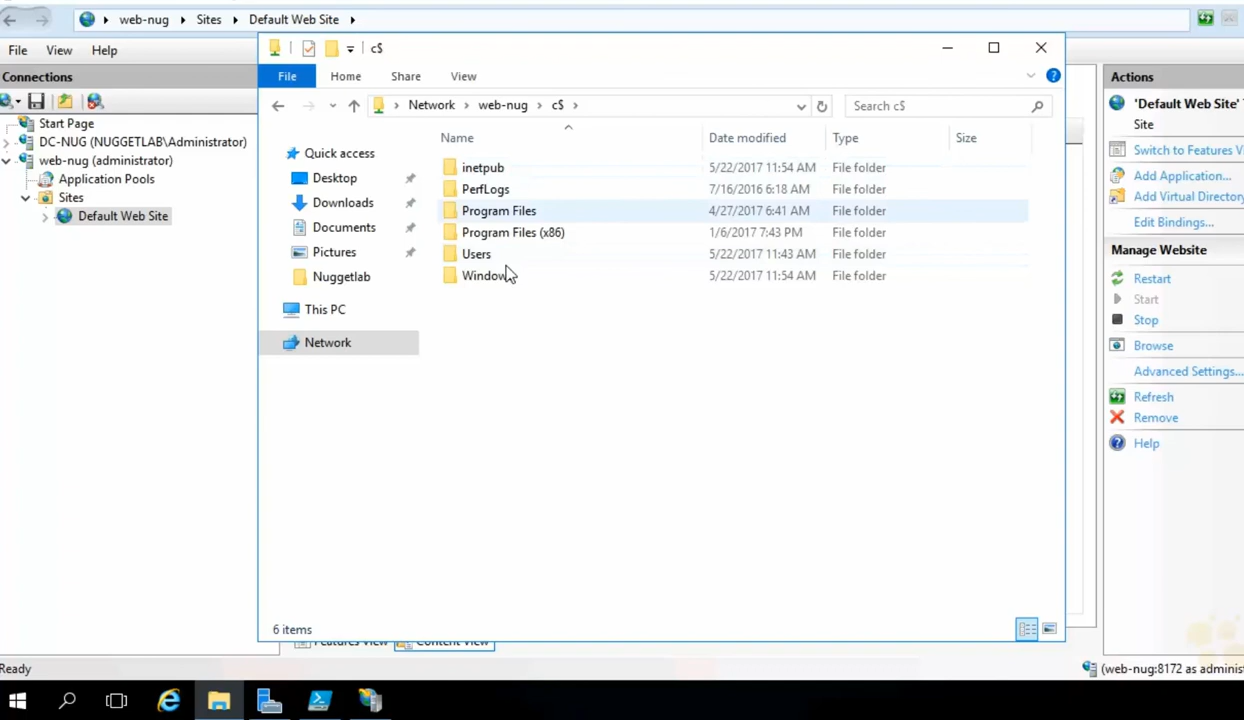 web-nug Sites Default Web Site
File View Help
Connections
Start Page
DC-NUG (NUGGETLAB\Administrator)
web-nug (administrator)
Application Pools
Sites
Default Web Site
c$
File Home Share View
Network web-nug c$
Search c$
Quick access
Desktop
Downloads
Documents
Pictures
Nuggetlab
This PC
Network
Name Date modified Type Size
inetpub 5/22/2017 11:54 AM File folder
PerfLogs 7/16/2016 6:18 AM File folder
Program Files 4/27/2017 6:41 AM File folder
Program Files (x86) 1/6/2017 7:43 PM File folder
Users 5/22/2017 11:43 AM File folder
Window 5/22/2017 11:54 AM File folder
6 items
Features View Content View
Actions
'Default Web Site'
Site
Switch to Features Vi
Add Application...
Add Virtual Directory
Edit Bindings...
Manage Website
Restart
Start
Stop
Browse
Advanced Settings...
Refresh
Remove
Help
Ready
(web-nug:8172 as administ